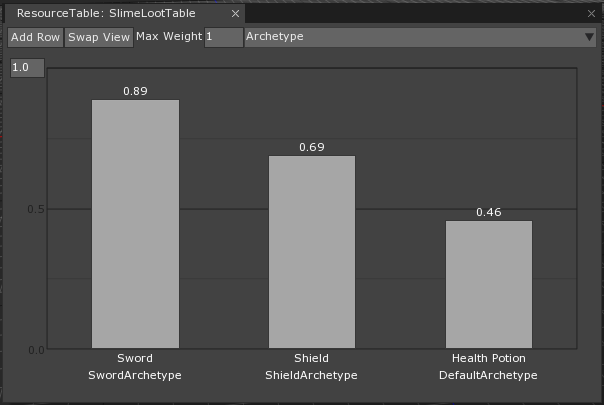 ResourceTable: SlimeLootTable
Add Row Swap View Max Weight 1 Archetype
1.0
0.89
0.69
0.5
0.46
0.0
Sword Shield Health Potion
SwordArchetype ShieldArchetype DefaultArchetype